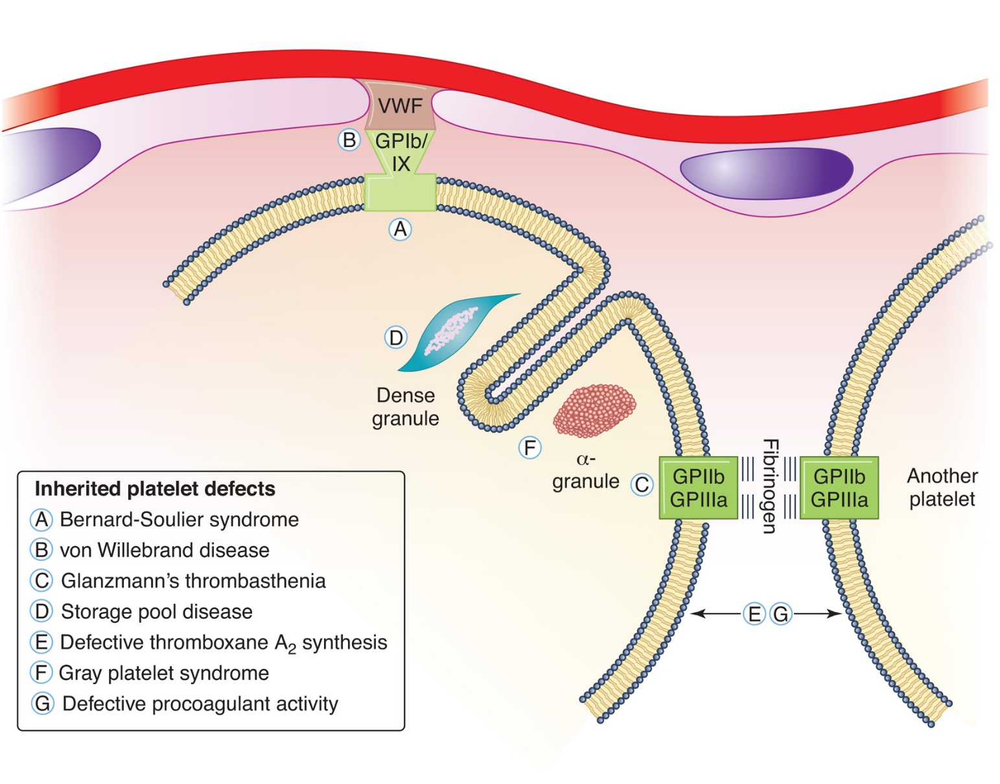 VWF
B
GPIb/
IX
A
D
Dense
granule
F
α-
granule
C
GPIIb
GPIIIa
Fibrinogen
GPIIb
GPIIIa
Another
platelet
E G
Inherited platelet defects
A Bernard-Soulier syndrome
B von Willebrand disease
C Glanzmann’s thrombasthenia
D Storage pool disease
E Defective thromboxane A₂ synthesis
F Gray platelet syndrome
G Defective procoagulant activity